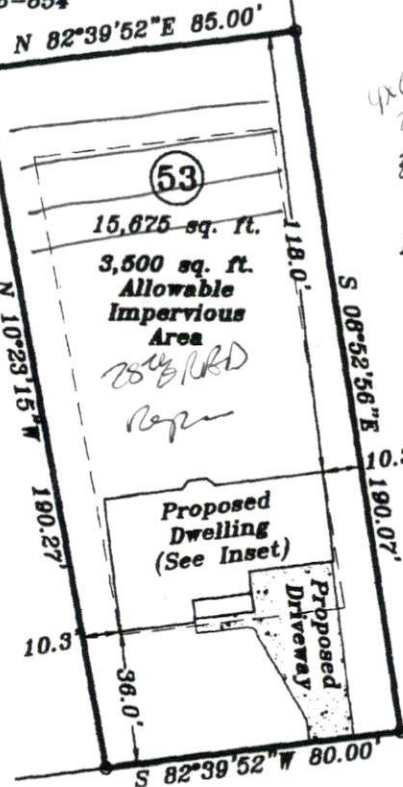 N 82°39'52"E 85.00'
53
15,675 sq. ft.
3,500 sq. ft.
Allowable
Impervious
Area
118.0'
N 10°23'15"W 190.27'
S 08°52'56"E 190.07'
Proposed
Dwelling
(See Inset)
Proposed
Driveway
10.3'
36.0'
S 82°39'52"W 80.00'